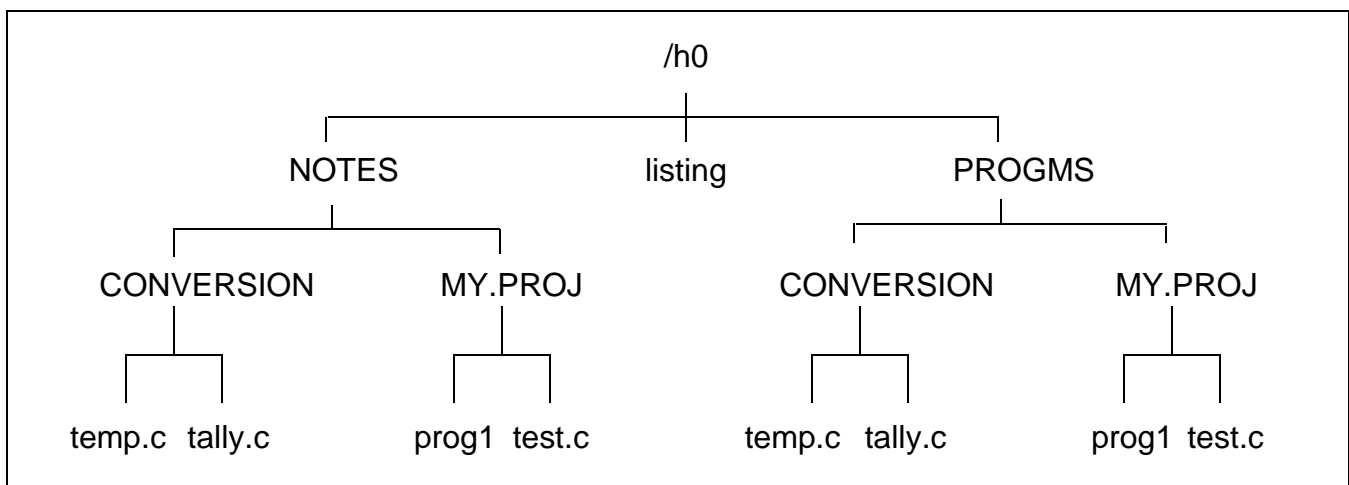 /h0
NOTES listing PROGMS
CONVERSION MY.PROJ CONVERSION MY.PROJ
temp.c tally.c prog1 test.c temp.c tally.c prog1 test.c